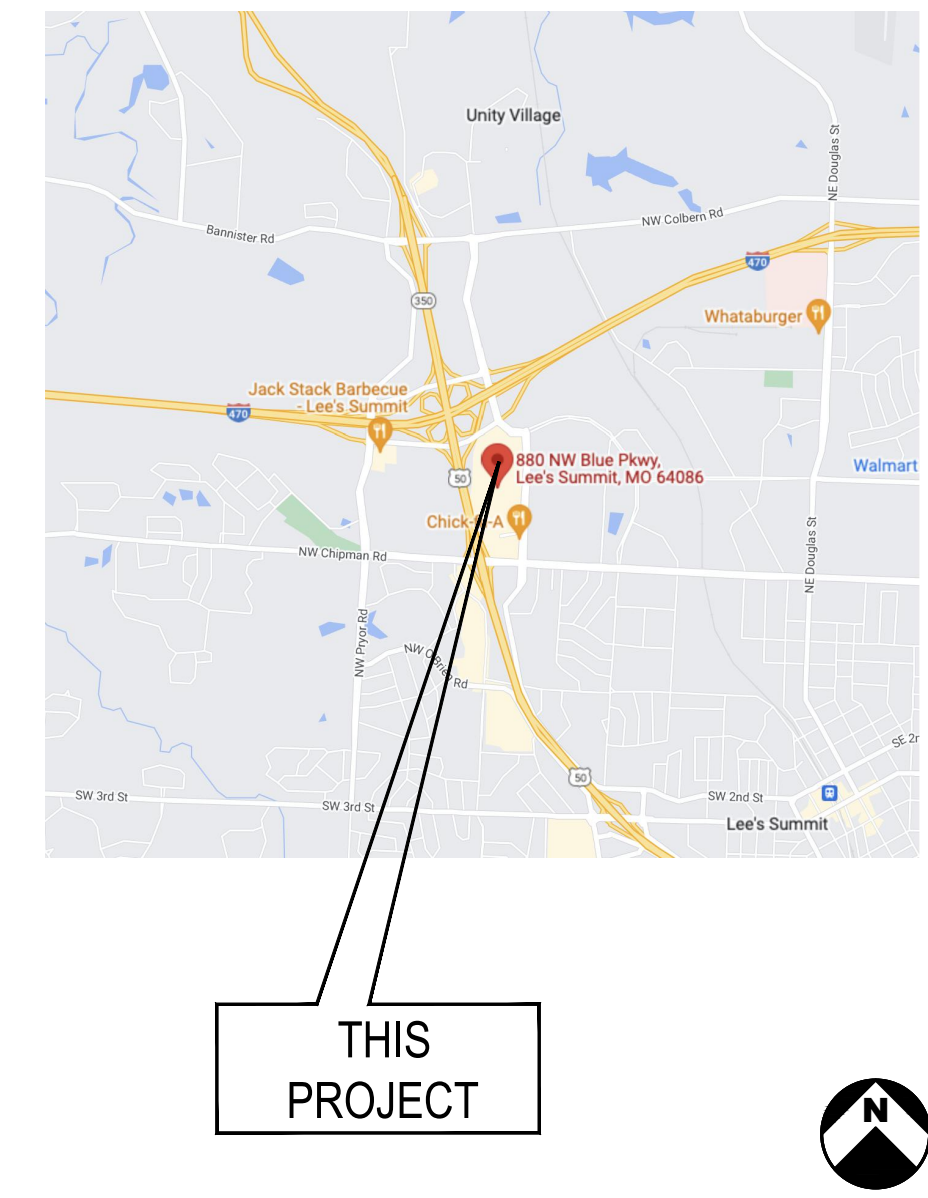 Unity Village
NE Douglas St
NW Colbern Rd
Bannister Rd
470
350
Whataburger
Jack Stack Barbecue
- Lee's Summit
470
880 NW Blue Pkwy,
Lee's Summit, MO 64086
Walmart
50
Chick-fil-A
NW Chipman Rd
NE Douglas St
NW Pryor Rd
NW O'Brien Rd
SE 2r
50
SW 3rd St
SW 3rd St
SW 2nd St
Lee's Summit
THIS
PROJECT
N